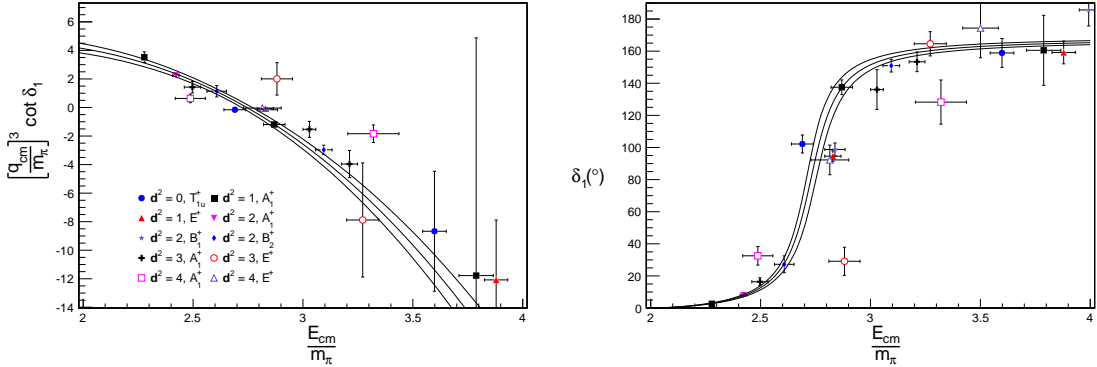 6
4
2
0
-2
-4
-6
-8
-10
-12
-14
2
2.5
3
3.5
4
[q_cm/m_π]^3 cot δ_1
E_cm/m_π
d^2 = 0, T_1u^+
d^2 = 1, A_1^+
d^2 = 1, E^+
d^2 = 2, A_1^+
d^2 = 2, B_1^+
d^2 = 2, B_2^+
d^2 = 3, A_1^+
d^2 = 3, E^+
d^2 = 4, A_1^+
d^2 = 4, E^+
180
160
140
120
100
80
60
40
20
0
2
2.5
3
3.5
4
δ_1(°)
E_cm/m_π